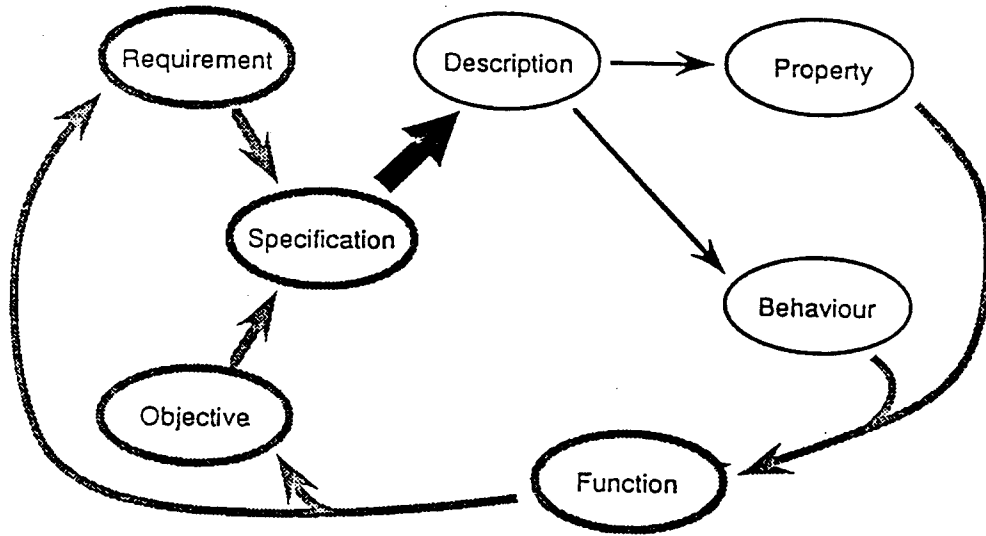 Requirement
Description
Property
Specification
Behaviour
Objective
Function